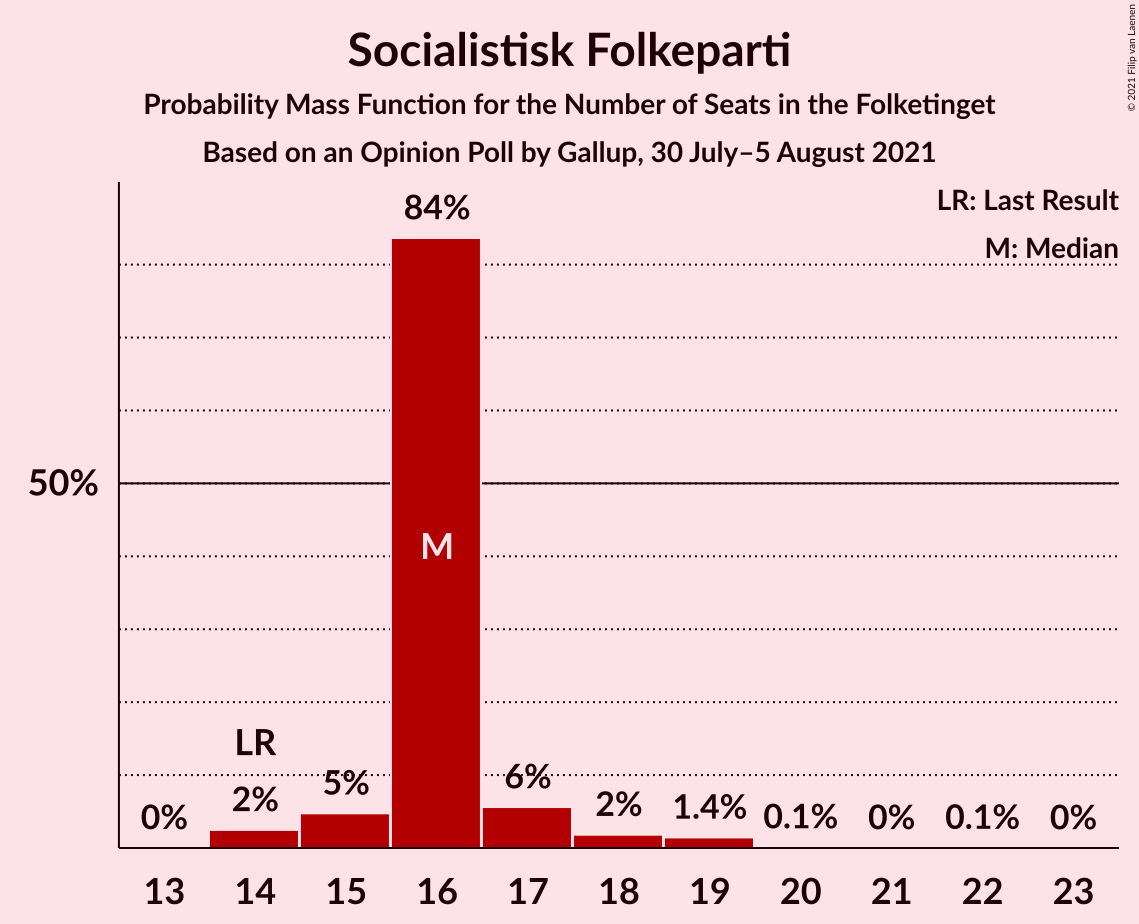 Socialistisk Folkeparti
Probability Mass Function for the Number of Seats in the Folketinget
Based on an Opinion Poll by Gallup, 30 July–5 August 2021
© 2021 Filip van Laenen
LR: Last Result
M: Median
84%
50%
M
LR
0%
2%
5%
6%
2%
1.4%
0.1%
0%
0.1%
0%
13 14 15 16 17 18 19 20 21 22 23